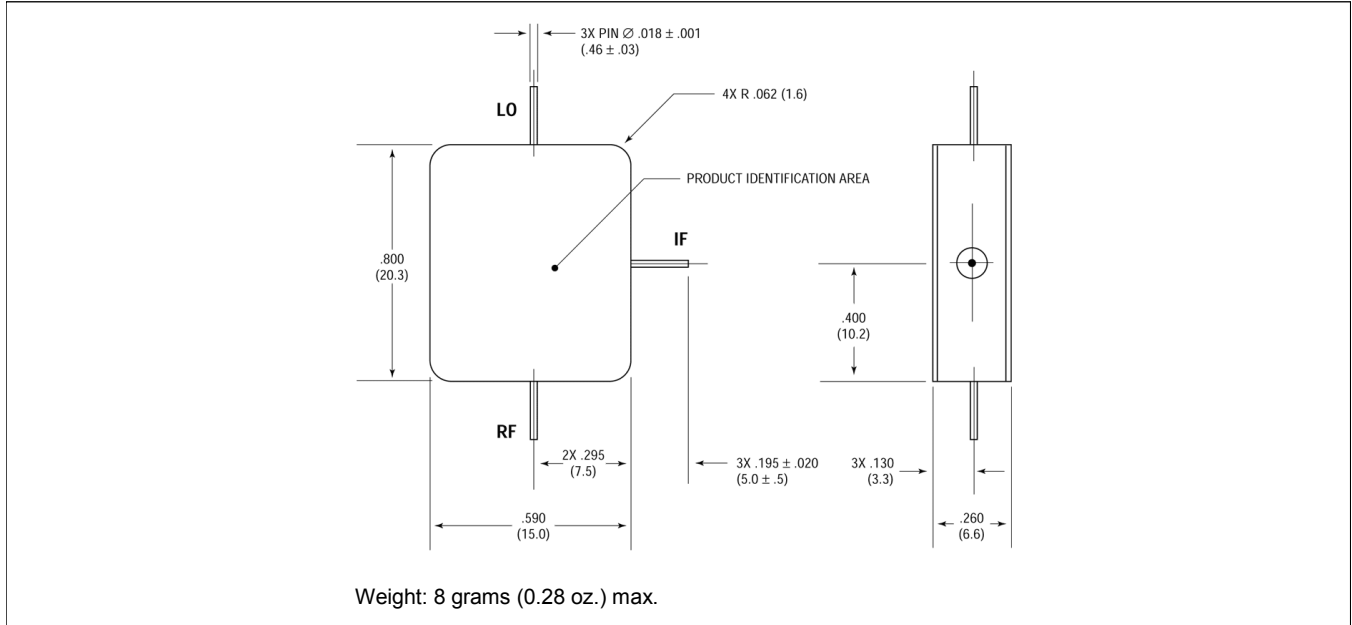 3X PIN Ø .018 ± .001
(.46 ± .03)
LO
4X R .062 (1.6)
PRODUCT IDENTIFICATION AREA
IF
.800
(20.3)
.400
(10.2)
RF
2X .295
(7.5)
3X .195 ± .020
(5.0 ± .5)
3X .130
(3.3)
.590
(15.0)
.260
(6.6)
Weight: 8 grams (0.28 oz.) max.